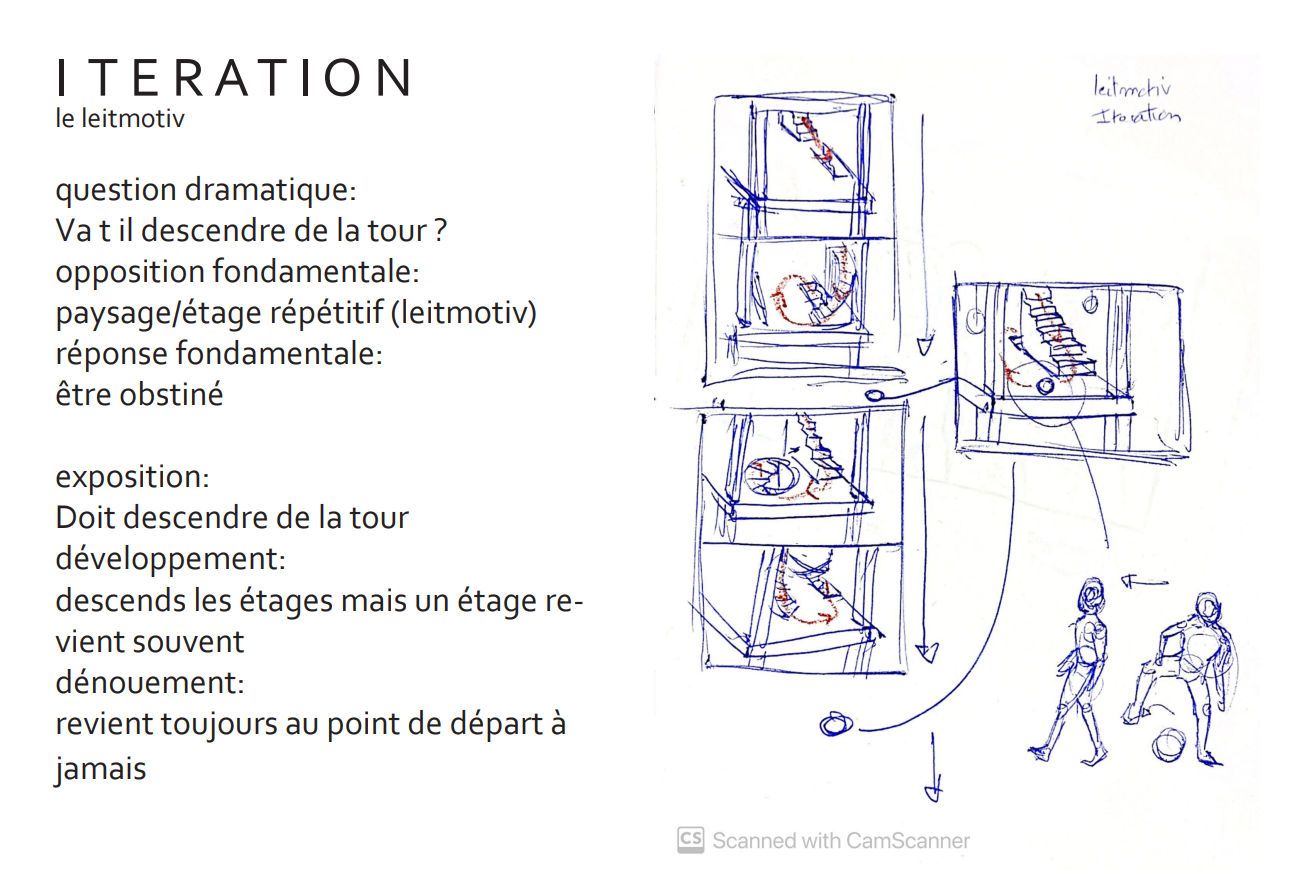 ITERATION
le leitmotiv
question dramatique:
Va t il descendre de la tour ?
opposition fondamentale:
paysage/étage répétitif (leitmotiv)
réponse fondamentale:
être obstiné
exposition:
Doit descendre de la tour
développement:
descends les étages mais un étage re-
vient souvent
dénouement:
revient toujours au point de départ à
jamais
leitmotiv
Iteration
CS Scanned with CamScanner